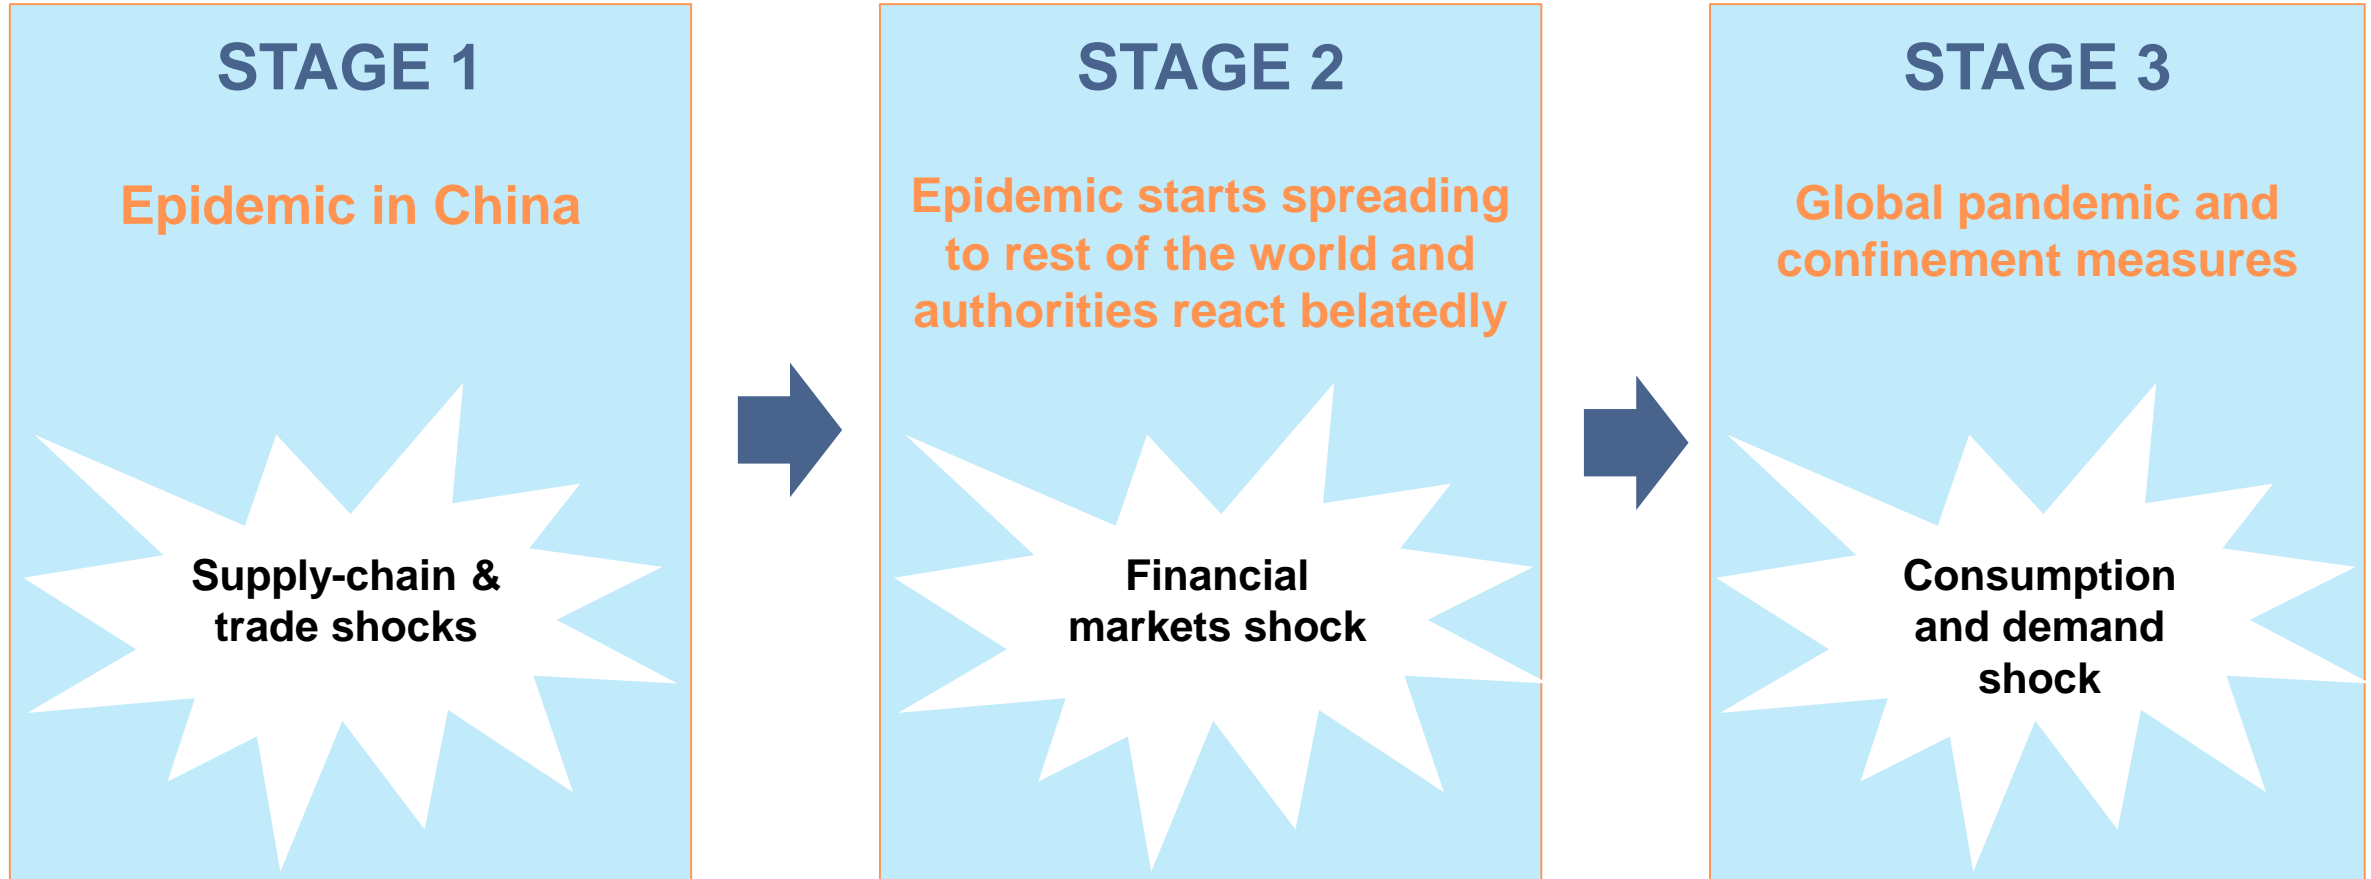 STAGE 1
Epidemic in China
Supply-chain &
trade shocks
STAGE 2
Epidemic starts spreading
to rest of the world and
authorities react belatedly
Financial
markets shock
STAGE 3
Global pandemic and
confinement measures
Consumption
and demand
shock